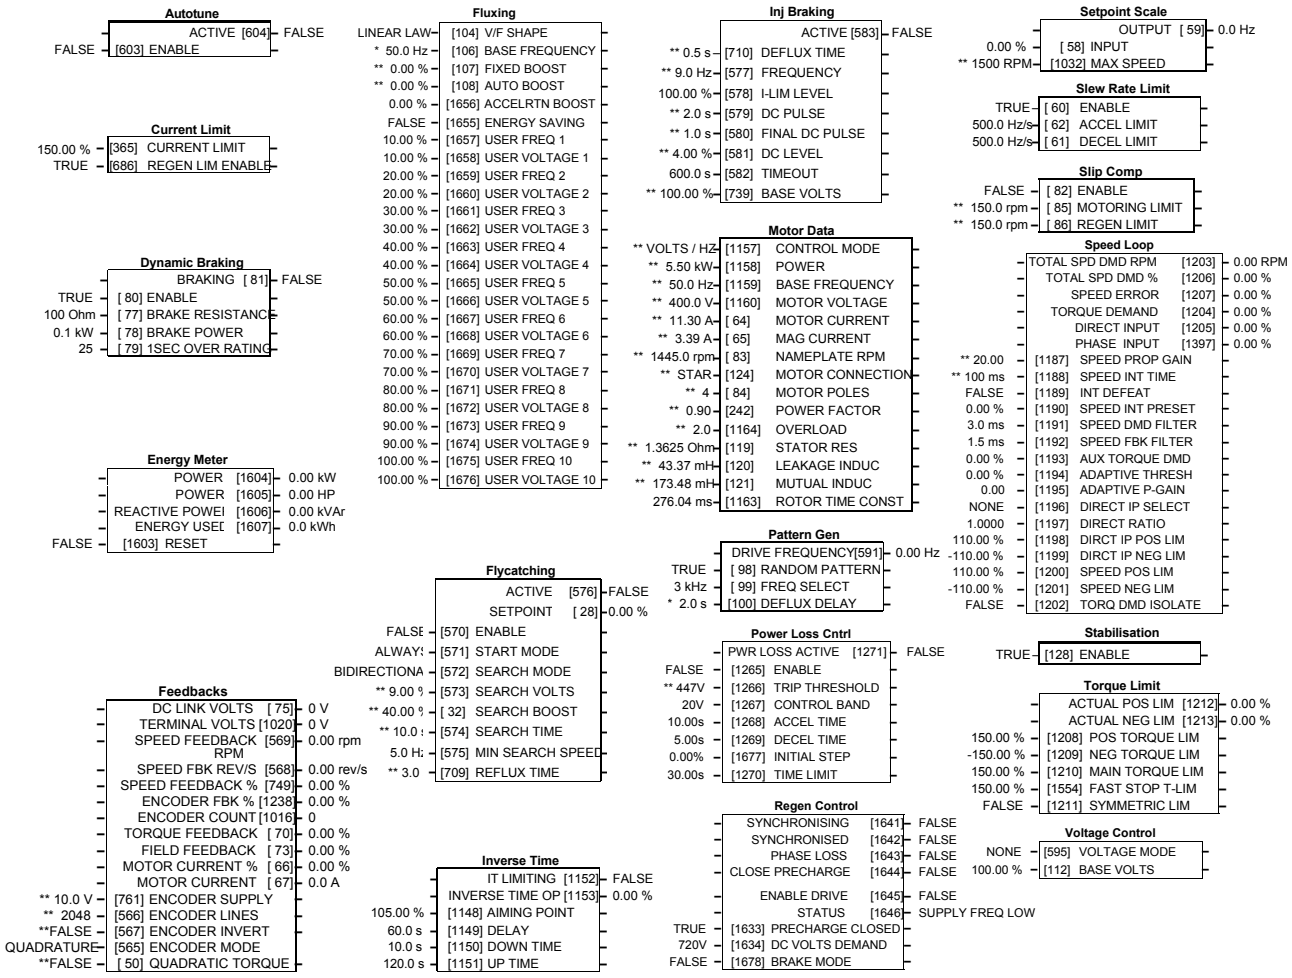 Autotune
ACTIVE [604] FALSE
FALSE [603] ENABLE
Current Limit
150.00 % [365] CURRENT LIMIT
TRUE [686] REGEN LIM ENABLE
Dynamic Braking
BRAKING [ 81] FALSE
TRUE [ 80] ENABLE
100 Ohm [ 77] BRAKE RESISTANCE
0.1 kW [ 78] BRAKE POWER
25 [ 79] 1SEC OVER RATING
Energy Meter
POWER [1604] 0.00 kW
POWER [1605] 0.00 HP
REACTIVE POWEI [1606] 0.00 kVAr
ENERGY USEC [1607] 0.0 kWh
FALSE [1603] RESET
Feedbacks
DC LINK VOLTS [ 75] 0 V
TERMINAL VOLTS [1020] 0 V
SPEED FEEDBACK [569] 0.00 rpm
RPM
SPEED FBK REV/S [568] 0.00 rev/s
SPEED FEEDBACK % [749] 0.00 %
ENCODER FBK % [1238] 0.00 %
ENCODER COUNT [1016] 0
TORQUE FEEDBACK [ 70] 0.00 %
FIELD FEEDBACK [ 73] 0.00 %
MOTOR CURRENT % [ 66] 0.00 %
MOTOR CURRENT [ 67] 0.0 A
** 10.0 V [761] ENCODER SUPPLY
** 2048 [566] ENCODER LINES
**FALSE [567] ENCODER INVERT
QUADRATURE [565] ENCODER MODE
**FALSE [ 50] QUADRATIC TORQUE
Fluxing
LINEAR LAW [104] V/F SHAPE
* 50.0 Hz [106] BASE FREQUENCY
** 0.00 % [107] FIXED BOOST
** 0.00 % [108] AUTO BOOST
0.00 % [1656] ACCELRTN BOOST
FALSE [1655] ENERGY SAVING
10.00 % [1657] USER FREQ 1
10.00 % [1658] USER VOLTAGE 1
20.00 % [1659] USER FREQ 2
20.00 % [1660] USER VOLTAGE 2
30.00 % [1661] USER FREQ 3
30.00 % [1662] USER VOLTAGE 3
40.00 % [1663] USER FREQ 4
40.00 % [1664] USER VOLTAGE 4
50.00 % [1665] USER FREQ 5
50.00 % [1666] USER VOLTAGE 5
60.00 % [1667] USER FREQ 6
60.00 % [1668] USER VOLTAGE 6
70.00 % [1669] USER FREQ 7
70.00 % [1670] USER VOLTAGE 7
80.00 % [1671] USER FREQ 8
80.00 % [1672] USER VOLTAGE 8
90.00 % [1673] USER FREQ 9
90.00 % [1674] USER VOLTAGE 9
100.00 % [1675] USER FREQ 10
100.00 % [1676] USER VOLTAGE 10
Flycatching
ACTIVE [576] FALSE
SETPOINT [ 28] 0.00 %
FALSE [570] ENABLE
ALWAYS [571] START MODE
BIDIRECTIONA [572] SEARCH MODE
** 9.00 % [573] SEARCH VOLTS
** 40.00 % [ 32] SEARCH BOOST
** 10.0 s [574] SEARCH TIME
5.0 Hz [575] MIN SEARCH SPEED
** 3.0 [709] REFLUX TIME
Inverse Time
IT LIMITING [1152] FALSE
INVERSE TIME OP [1153] 0.00 %
105.00 % [1148] AIMING POINT
60.0 s [1149] DELAY
10.0 s [1150] DOWN TIME
120.0 s [1151] UP TIME
Inj Braking
ACTIVE [583] FALSE
** 0.5 s [710] DEFLUX TIME
** 9.0 Hz [577] FREQUENCY
100.00 % [578] I-LIM LEVEL
** 2.0 s [579] DC PULSE
** 1.0 s [580] FINAL DC PULSE
** 4.00 % [581] DC LEVEL
600.0 s [582] TIMEOUT
** 100.00 % [739] BASE VOLTS
Motor Data
** VOLTS / HZ [1157] CONTROL MODE
** 5.50 kW [1158] POWER
** 50.0 Hz [1159] BASE FREQUENCY
** 400.0 V [1160] MOTOR VOLTAGE
** 11.30 A [ 64] MOTOR CURRENT
** 3.39 A [ 65] MAG CURRENT
** 1445.0 rpm [ 83] NAMEPLATE RPM
** STAR [124] MOTOR CONNECTION
** 4 [ 84] MOTOR POLES
** 0.90 [242] POWER FACTOR
** 2.0 [1164] OVERLOAD
** 1.3625 Ohm [119] STATOR RES
** 43.37 mH [120] LEAKAGE INDUC
** 173.48 mH [121] MUTUAL INDUC
276.04 ms [1163] ROTOR TIME CONST
Pattern Gen
DRIVE FREQUENCY [591] 0.00 Hz
TRUE [ 98] RANDOM PATTERN
3 kHz [ 99] FREQ SELECT
* 2.0 s [100] DEFLUX DELAY
Power Loss Cntrl
PWR LOSS ACTIVE [1271] FALSE
FALSE [1265] ENABLE
** 447V [1266] TRIP THRESHOLD
20V [1267] CONTROL BAND
10.00s [1268] ACCEL TIME
5.00s [1269] DECEL TIME
0.00% [1677] INITIAL STEP
30.00s [1270] TIME LIMIT
Regen Control
SYNCHRONISING [1641] FALSE
SYNCHRONISED [1642] FALSE
PHASE LOSS [1643] FALSE
CLOSE PRECHARGE [1644] FALSE
ENABLE DRIVE [1645] FALSE
STATUS [1646] SUPPLY FREQ LOW
TRUE [1633] PRECHARGE CLOSED
720V [1634] DC VOLTS DEMAND
FALSE [1678] BRAKE MODE
Setpoint Scale
OUTPUT [ 59] 0.0 Hz
0.00 % [ 58] INPUT
** 1500 RPM [1032] MAX SPEED
Slew Rate Limit
TRUE [ 60] ENABLE
500.0 Hz/s [ 62] ACCEL LIMIT
500.0 Hz/s [ 61] DECEL LIMIT
Slip Comp
FALSE [ 82] ENABLE
** 150.0 rpm [ 85] MOTORING LIMIT
** 150.0 rpm [ 86] REGEN LIMIT
Speed Loop
TOTAL SPD DMD RPM [1203] 0.00 RPM
TOTAL SPD DMD % [1206] 0.00 %
SPEED ERROR [1207] 0.00 %
TORQUE DEMAND [1204] 0.00 %
DIRECT INPUT [1205] 0.00 %
PHASE INPUT [1397] 0.00 %
** 20.00 [1187] SPEED PROP GAIN
** 100 ms [1188] SPEED INT TIME
FALSE [1189] INT DEFEAT
0.00 % [1190] SPEED INT PRESET
3.0 ms [1191] SPEED DMD FILTER
1.5 ms [1192] SPEED FBK FILTER
0.00 % [1193] AUX TORQUE DMD
0.00 % [1194] ADAPTIVE THRESH
0.00 [1195] ADAPTIVE P-GAIN
NONE [1196] DIRECT IP SELECT
1.0000 [1197] DIRECT RATIO
110.00 % [1198] DIRCT IP POS LIM
-110.00 % [1199] DIRCT IP NEG LIM
110.00 % [1200] SPEED POS LIM
-110.00 % [1201] SPEED NEG LIM
FALSE [1202] TORQ DMD ISOLATE
Stabilisation
TRUE [128] ENABLE
Torque Limit
ACTUAL POS LIM [1212] 0.00 %
ACTUAL NEG LIM [1213] 0.00 %
150.00 % [1208] POS TORQUE LIM
-150.00 % [1209] NEG TORQUE LIM
150.00 % [1210] MAIN TORQUE LIM
150.00 % [1554] FAST STOP T-LIM
FALSE [1211] SYMMETRIC LIM
Voltage Control
NONE [595] VOLTAGE MODE
100.00 % [112] BASE VOLTS